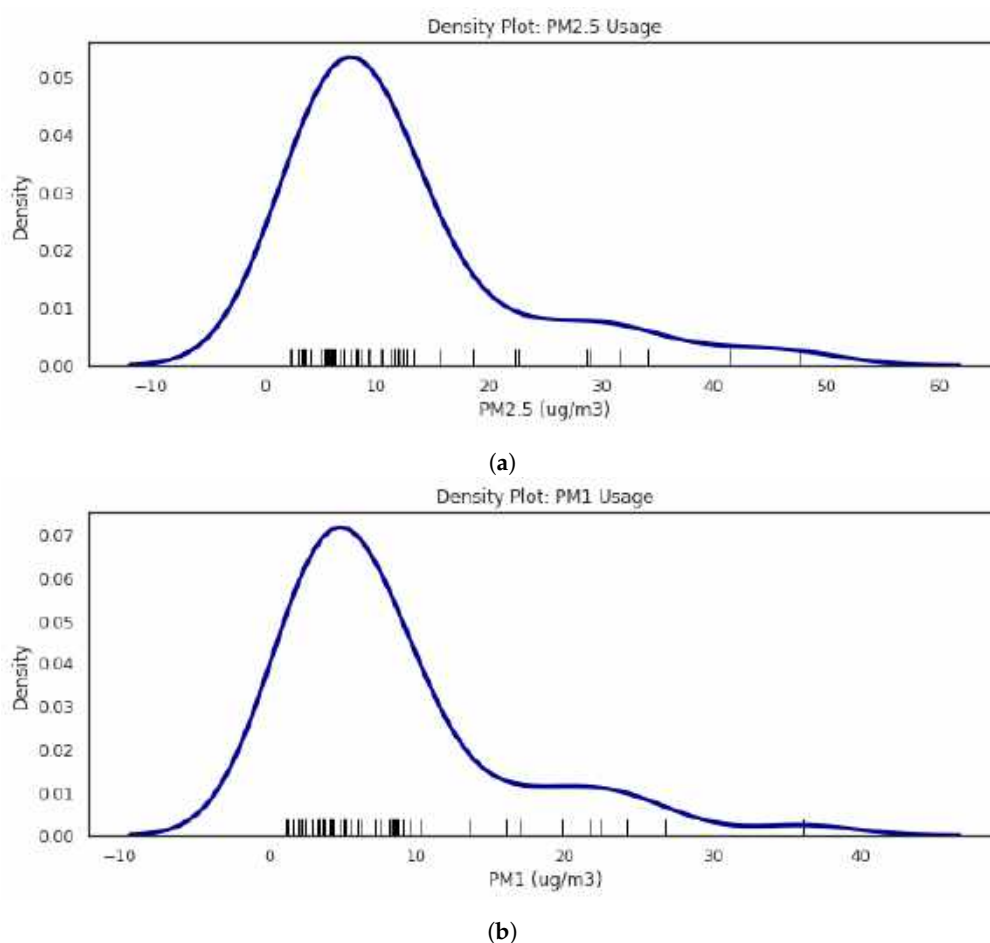 Density Plot: PM2.5 Usage
0.05
0.04
0.03
0.02
0.01
0.00
Density
−10 0 10 20 30 40 50 60
PM2.5 (ug/m3)
(a)
Density Plot: PM1 Usage
0.07
0.06
0.05
0.04
0.03
0.02
0.01
0.00
Density
−10 0 10 20 30 40
PM1 (ug/m3)
(b)